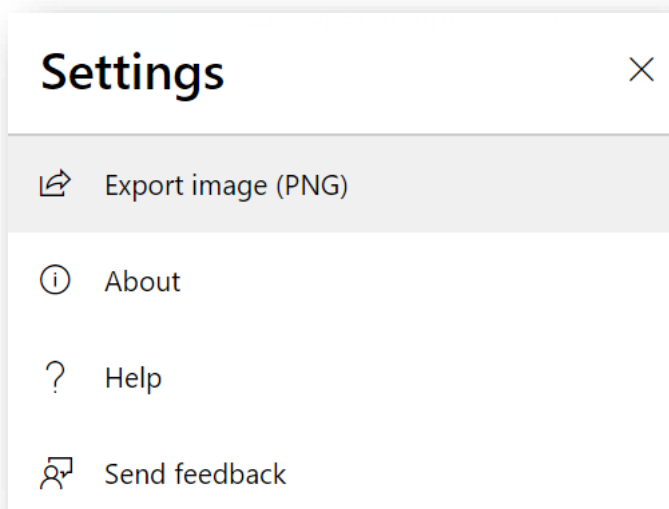 Settings
Export image (PNG)
About
Help
Send feedback